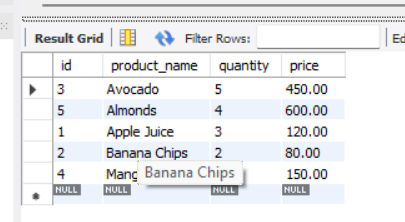 Result Grid Filter Rows: Ed
id product_name quantity price
3 Avocado 5 450.00
5 Almonds 4 600.00
1 Apple Juice 3 120.00
2 Banana Chips 2 80.00
4 Mang Banana Chips 150.00
NULL NULL NULL NULL